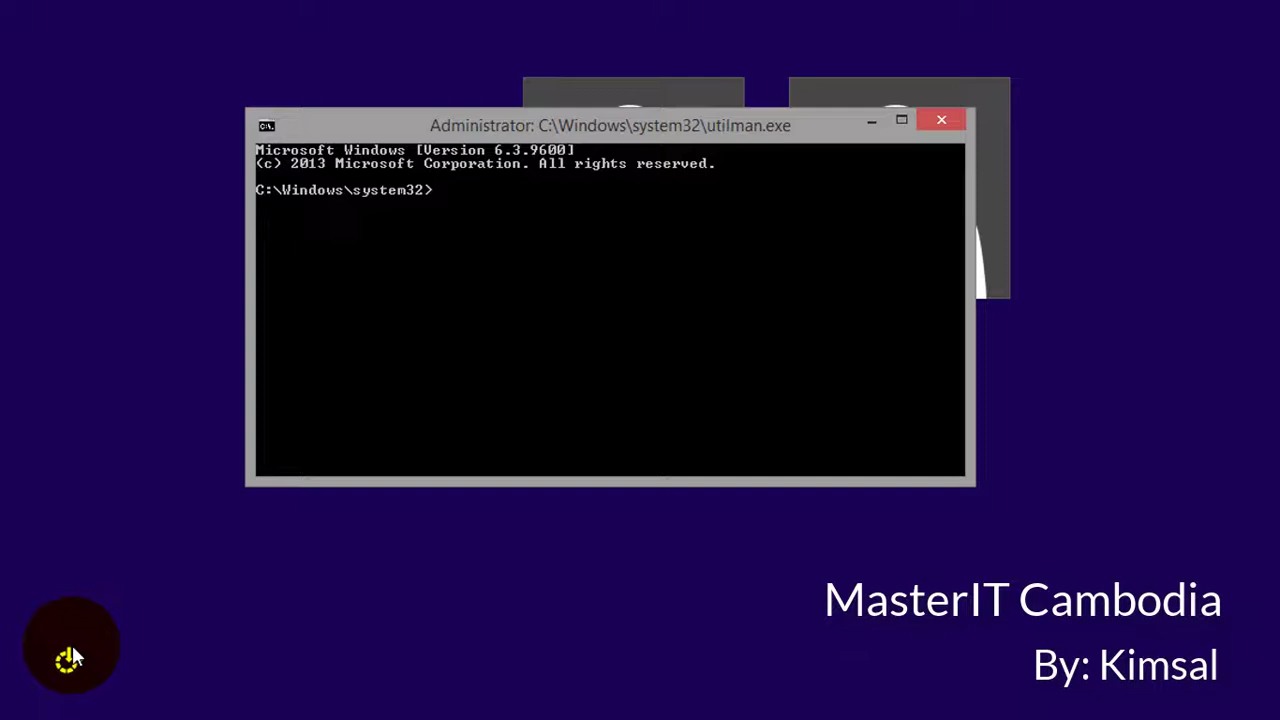 Administrator: C:\Windows\system32\utilman.exe
Microsoft Windows [Version 6.3.9600]
(c) 2013 Microsoft Corporation. All rights reserved.
C:\Windows\system32>
MasterIT Cambodia
By: Kimsal